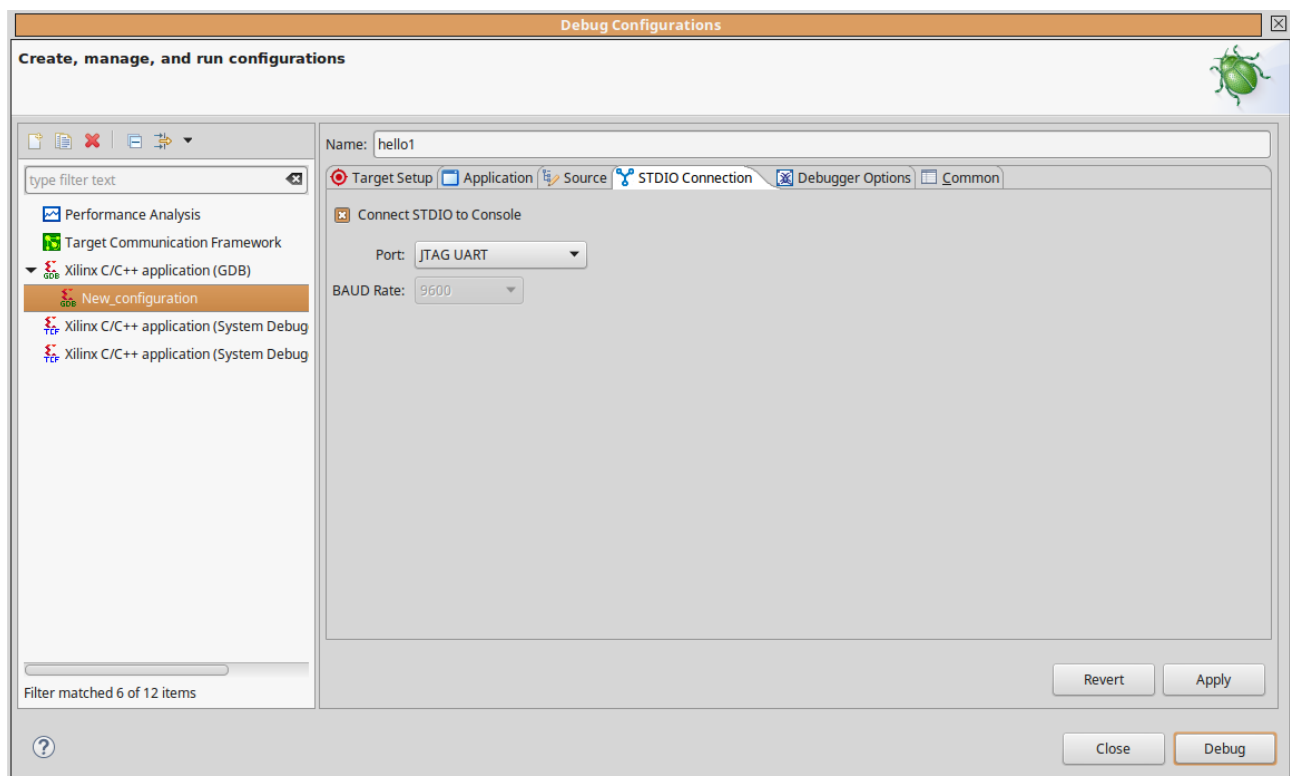 Debug Configurations
Create, manage, and run configurations
Name: hello1
type filter text
Target Setup Application Source STDIO Connection Debugger Options Common
Performance Analysis
Target Communication Framework
Xilinx C/C++ application (GDB)
New_configuration
Xilinx C/C++ application (System Debug
Xilinx C/C++ application (System Debug
Connect STDIO to Console
Port: JTAG UART
BAUD Rate: 9600
Filter matched 6 of 12 items
Revert Apply
Close Debug